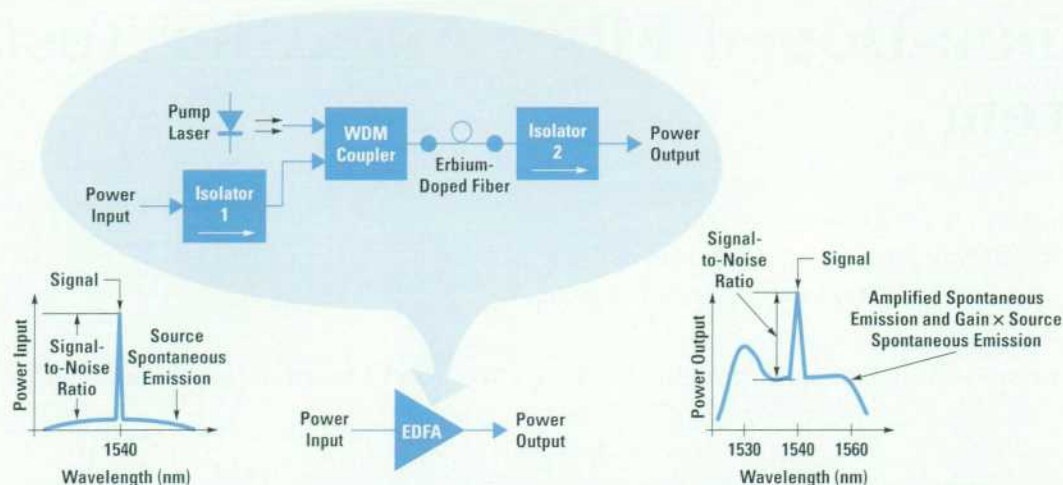 Pump
Laser
WDM
Coupler
Erbium-
Doped Fiber
Isolator
2
Power
Output
Power
Input
Isolator
1
Signal
Power Input
Signal-
to-Noise
Ratio
Source
Spontaneous
Emission
1540
Wavelength (nm)
Power
Input
EDFA
Power
Output
Signal-
to-Noise
Ratio
Signal
Power Output
Amplified Spontaneous
Emission and Gain × Source
Spontaneous Emission
1530 1540 1560
Wavelength (nm)